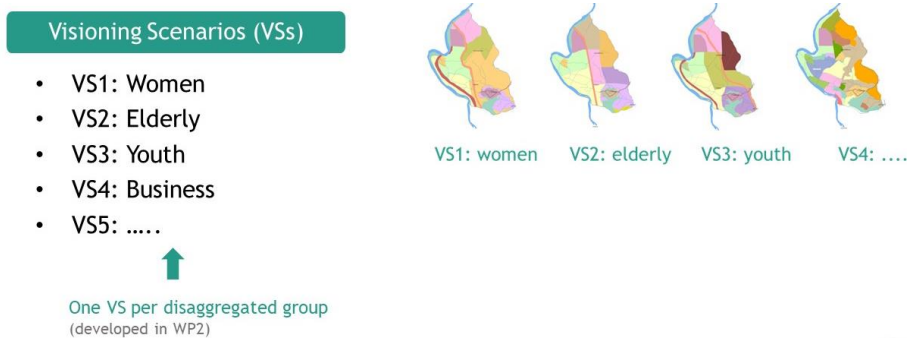 Visioning Scenarios (VSs)
• VS1: Women
• VS2: Elderly
• VS3: Youth
• VS4: Business
• VS5: .....
One VS per disaggregated group
(developed in WP2)
VS1: women
VS2: elderly
VS3: youth
VS4: ....